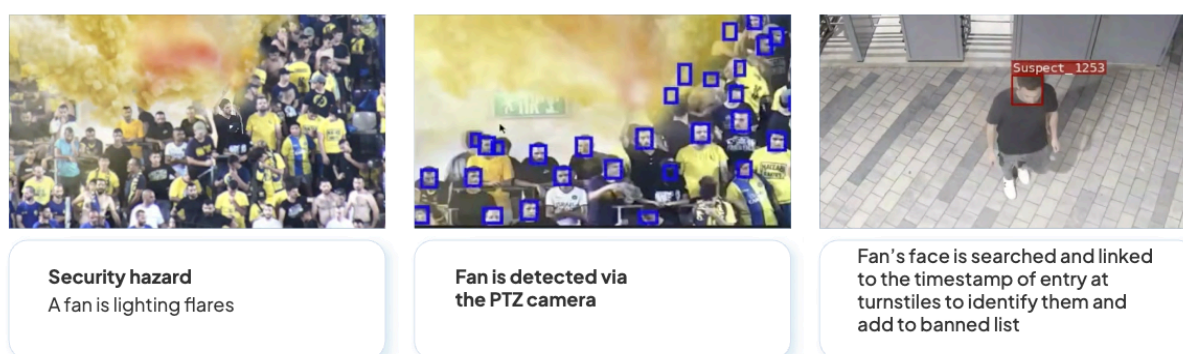 Suspect_1253
Security hazard
A fan is lighting flares
Fan is detected via
the PTZ camera
Fan's face is searched and linked
to the timestamp of entry at
turnstiles to identify them and
add to banned list